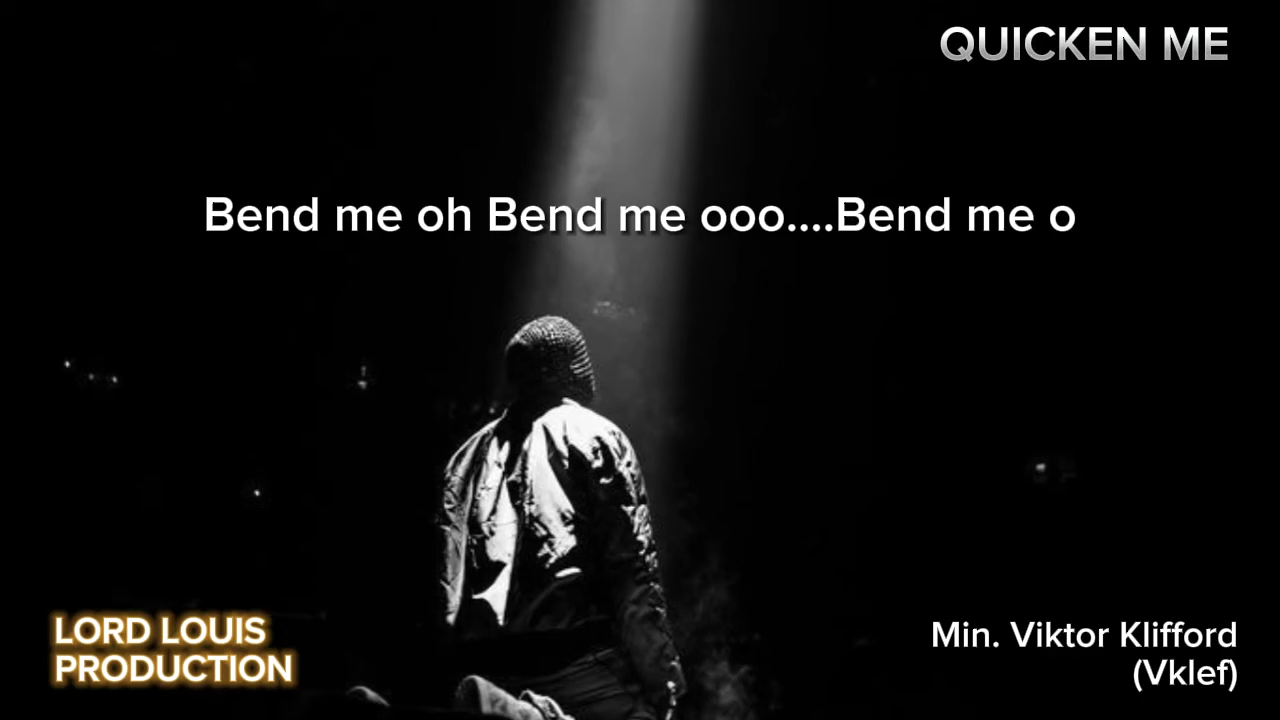 QUICKEN ME
Bend me oh Bend me ooo....Bend me o
LORD LOUIS
PRODUCTION
Min. Viktor Klifford
(Vklef)